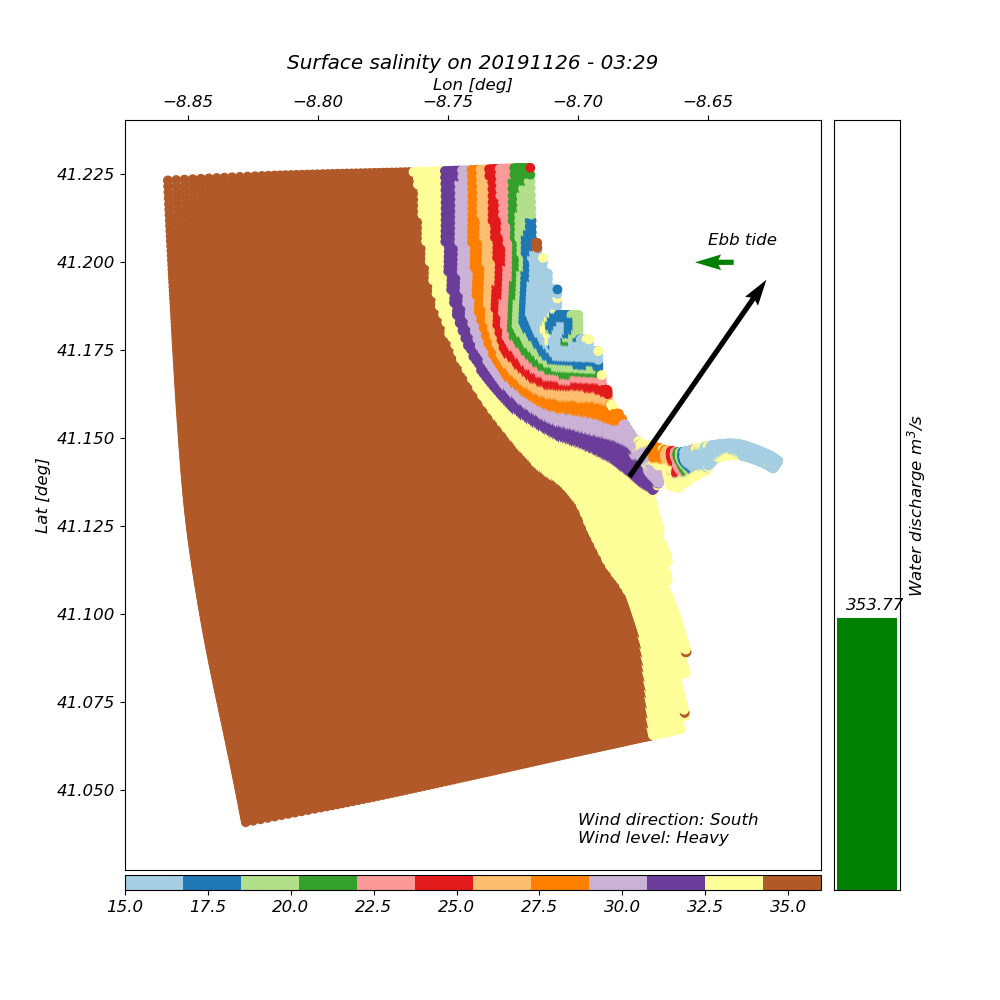 Surface salinity on 20191126 - 03:29
Lon [deg]
−8.85 −8.80 −8.75 −8.70 −8.65
41.225
41.200
41.175
41.150
41.125
41.100
41.075
41.050
Lat [deg]
Ebb tide
Wind direction: South
Wind level: Heavy
15.0 17.5 20.0 22.5 25.0 27.5 30.0 32.5 35.0
353.77
Water discharge m³/s